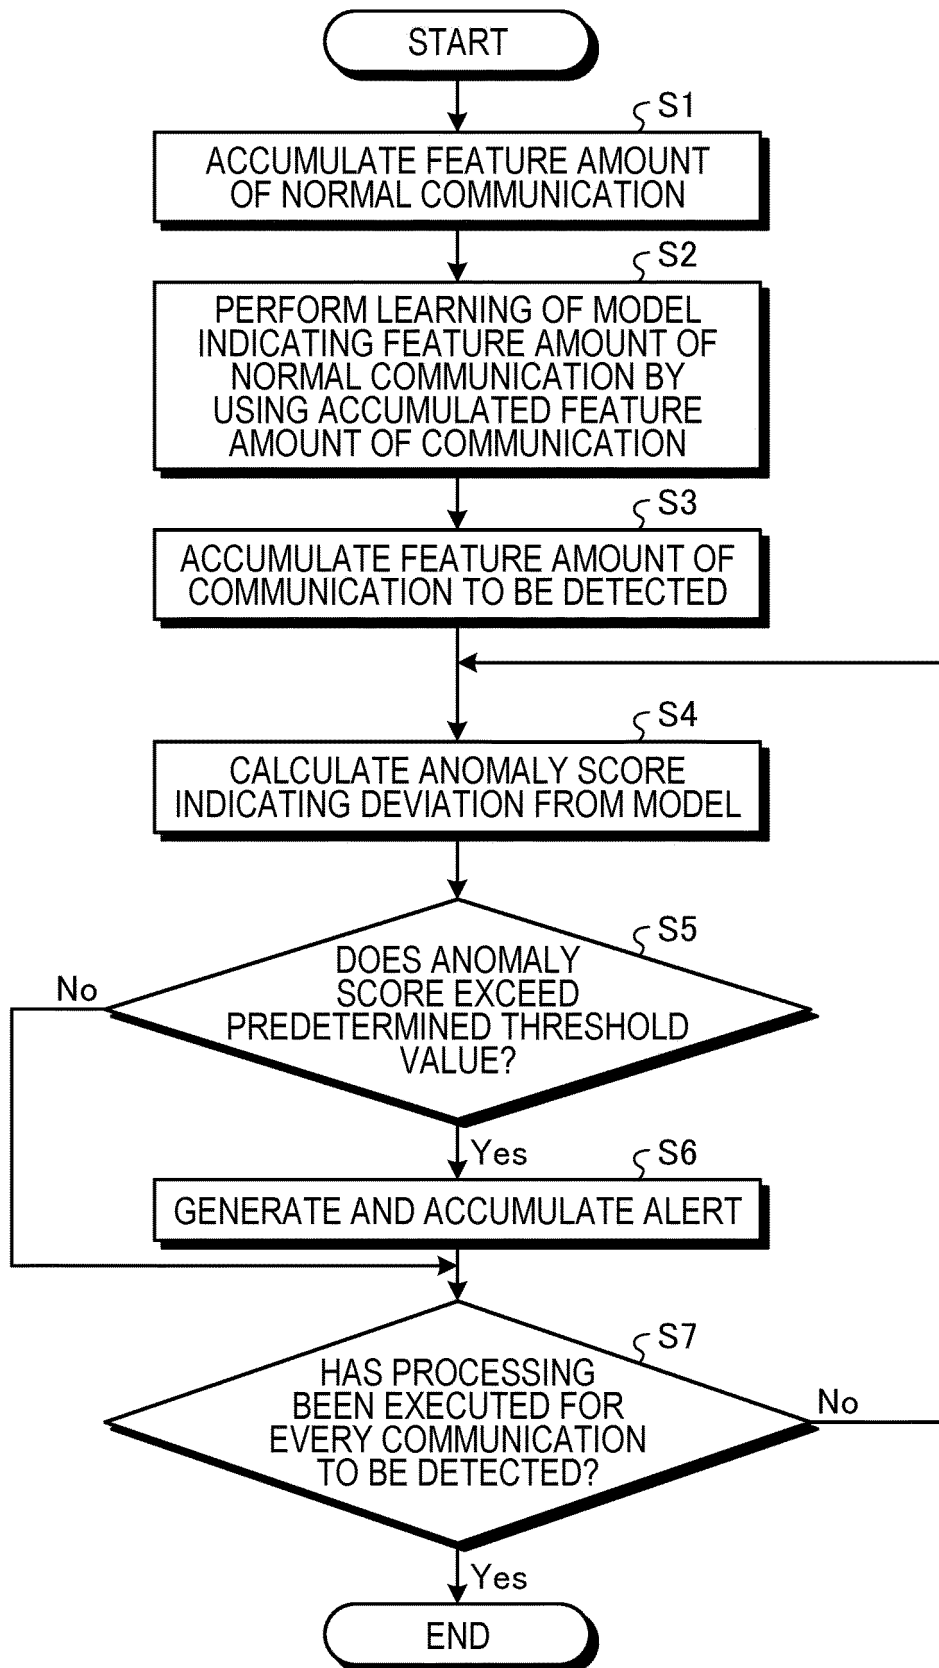 START
S1
ACCUMULATE FEATURE AMOUNT
OF NORMAL COMMUNICATION
S2
PERFORM LEARNING OF MODEL
INDICATING FEATURE AMOUNT OF
NORMAL COMMUNICATION BY
USING ACCUMULATED FEATURE
AMOUNT OF COMMUNICATION
S3
ACCUMULATE FEATURE AMOUNT OF
COMMUNICATION TO BE DETECTED
S4
CALCULATE ANOMALY SCORE
INDICATING DEVIATION FROM MODEL
S5
DOES ANOMALY
SCORE EXCEED
PREDETERMINED THRESHOLD
VALUE?
No
Yes
S6
GENERATE AND ACCUMULATE ALERT
S7
HAS PROCESSING
BEEN EXECUTED FOR
EVERY COMMUNICATION
TO BE DETECTED?
No
Yes
END